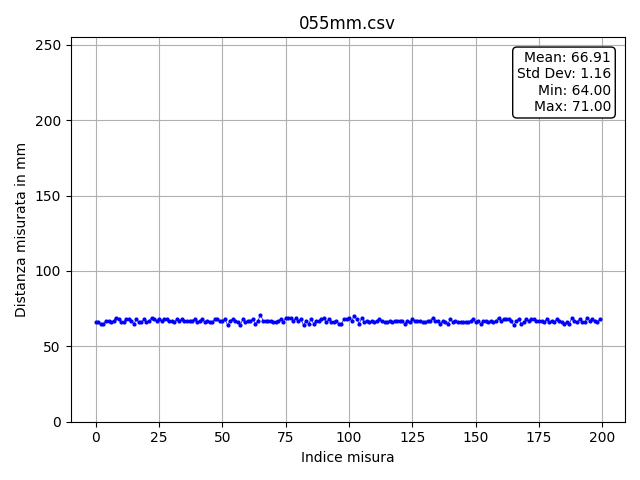 055mm.csv
Mean: 66.91
Std Dev: 1.16
Min: 64.00
Max: 71.00
Distanza misurata in mm
250
200
150
100
50
0
0 25 50 75 100 125 150 175 200
Indice misura